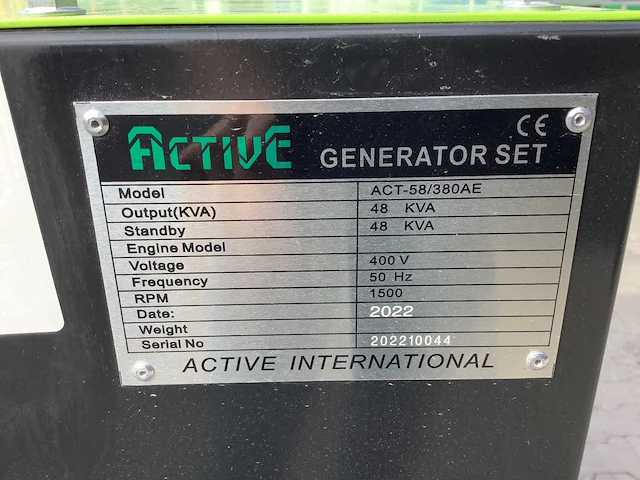 ACTIVE GENERATOR SET CE
Model ACT-58/380AE
Output(KVA) 48 KVA
Standby 48 KVA
Engine Model
Voltage 400 V
Frequency 50 Hz
RPM 1500
Date: 2022
Weight
Serial No 202210044
ACTIVE INTERNATIONAL